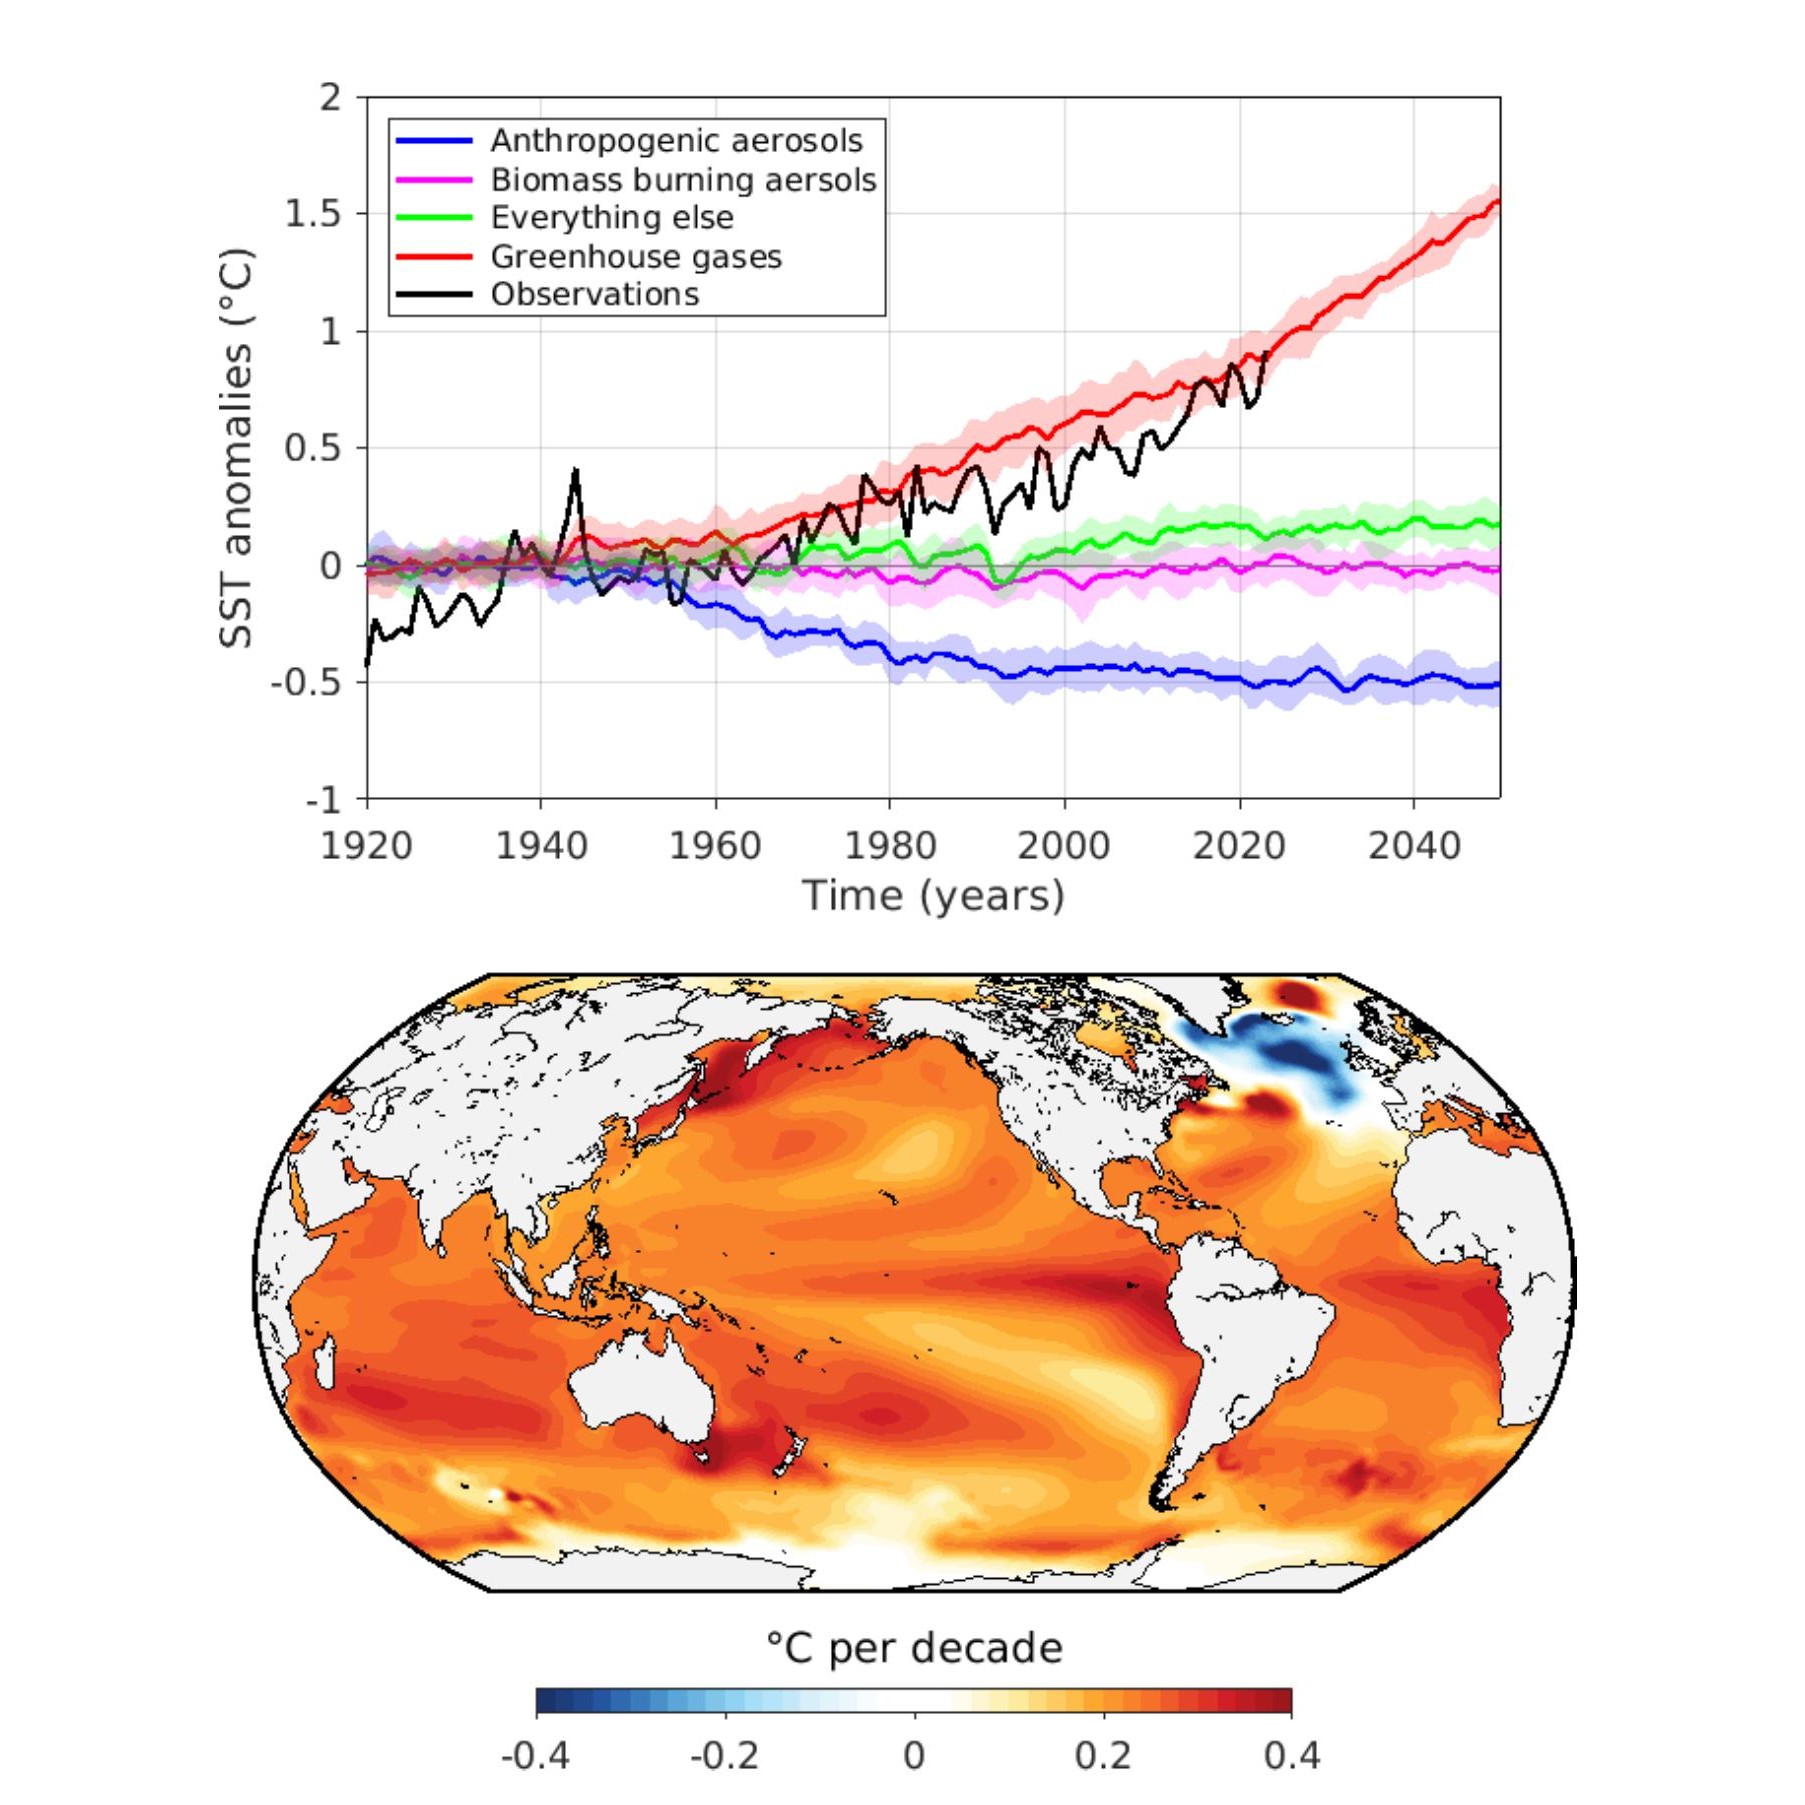 2
1.5
1
0.5
0
-0.5
-1
SST anomalies (°C)
Anthropogenic aerosols
Biomass burning aersols
Everything else
Greenhouse gases
Observations
1920 1940 1960 1980 2000 2020 2040
Time (years)
°C per decade
-0.4 -0.2 0 0.2 0.4